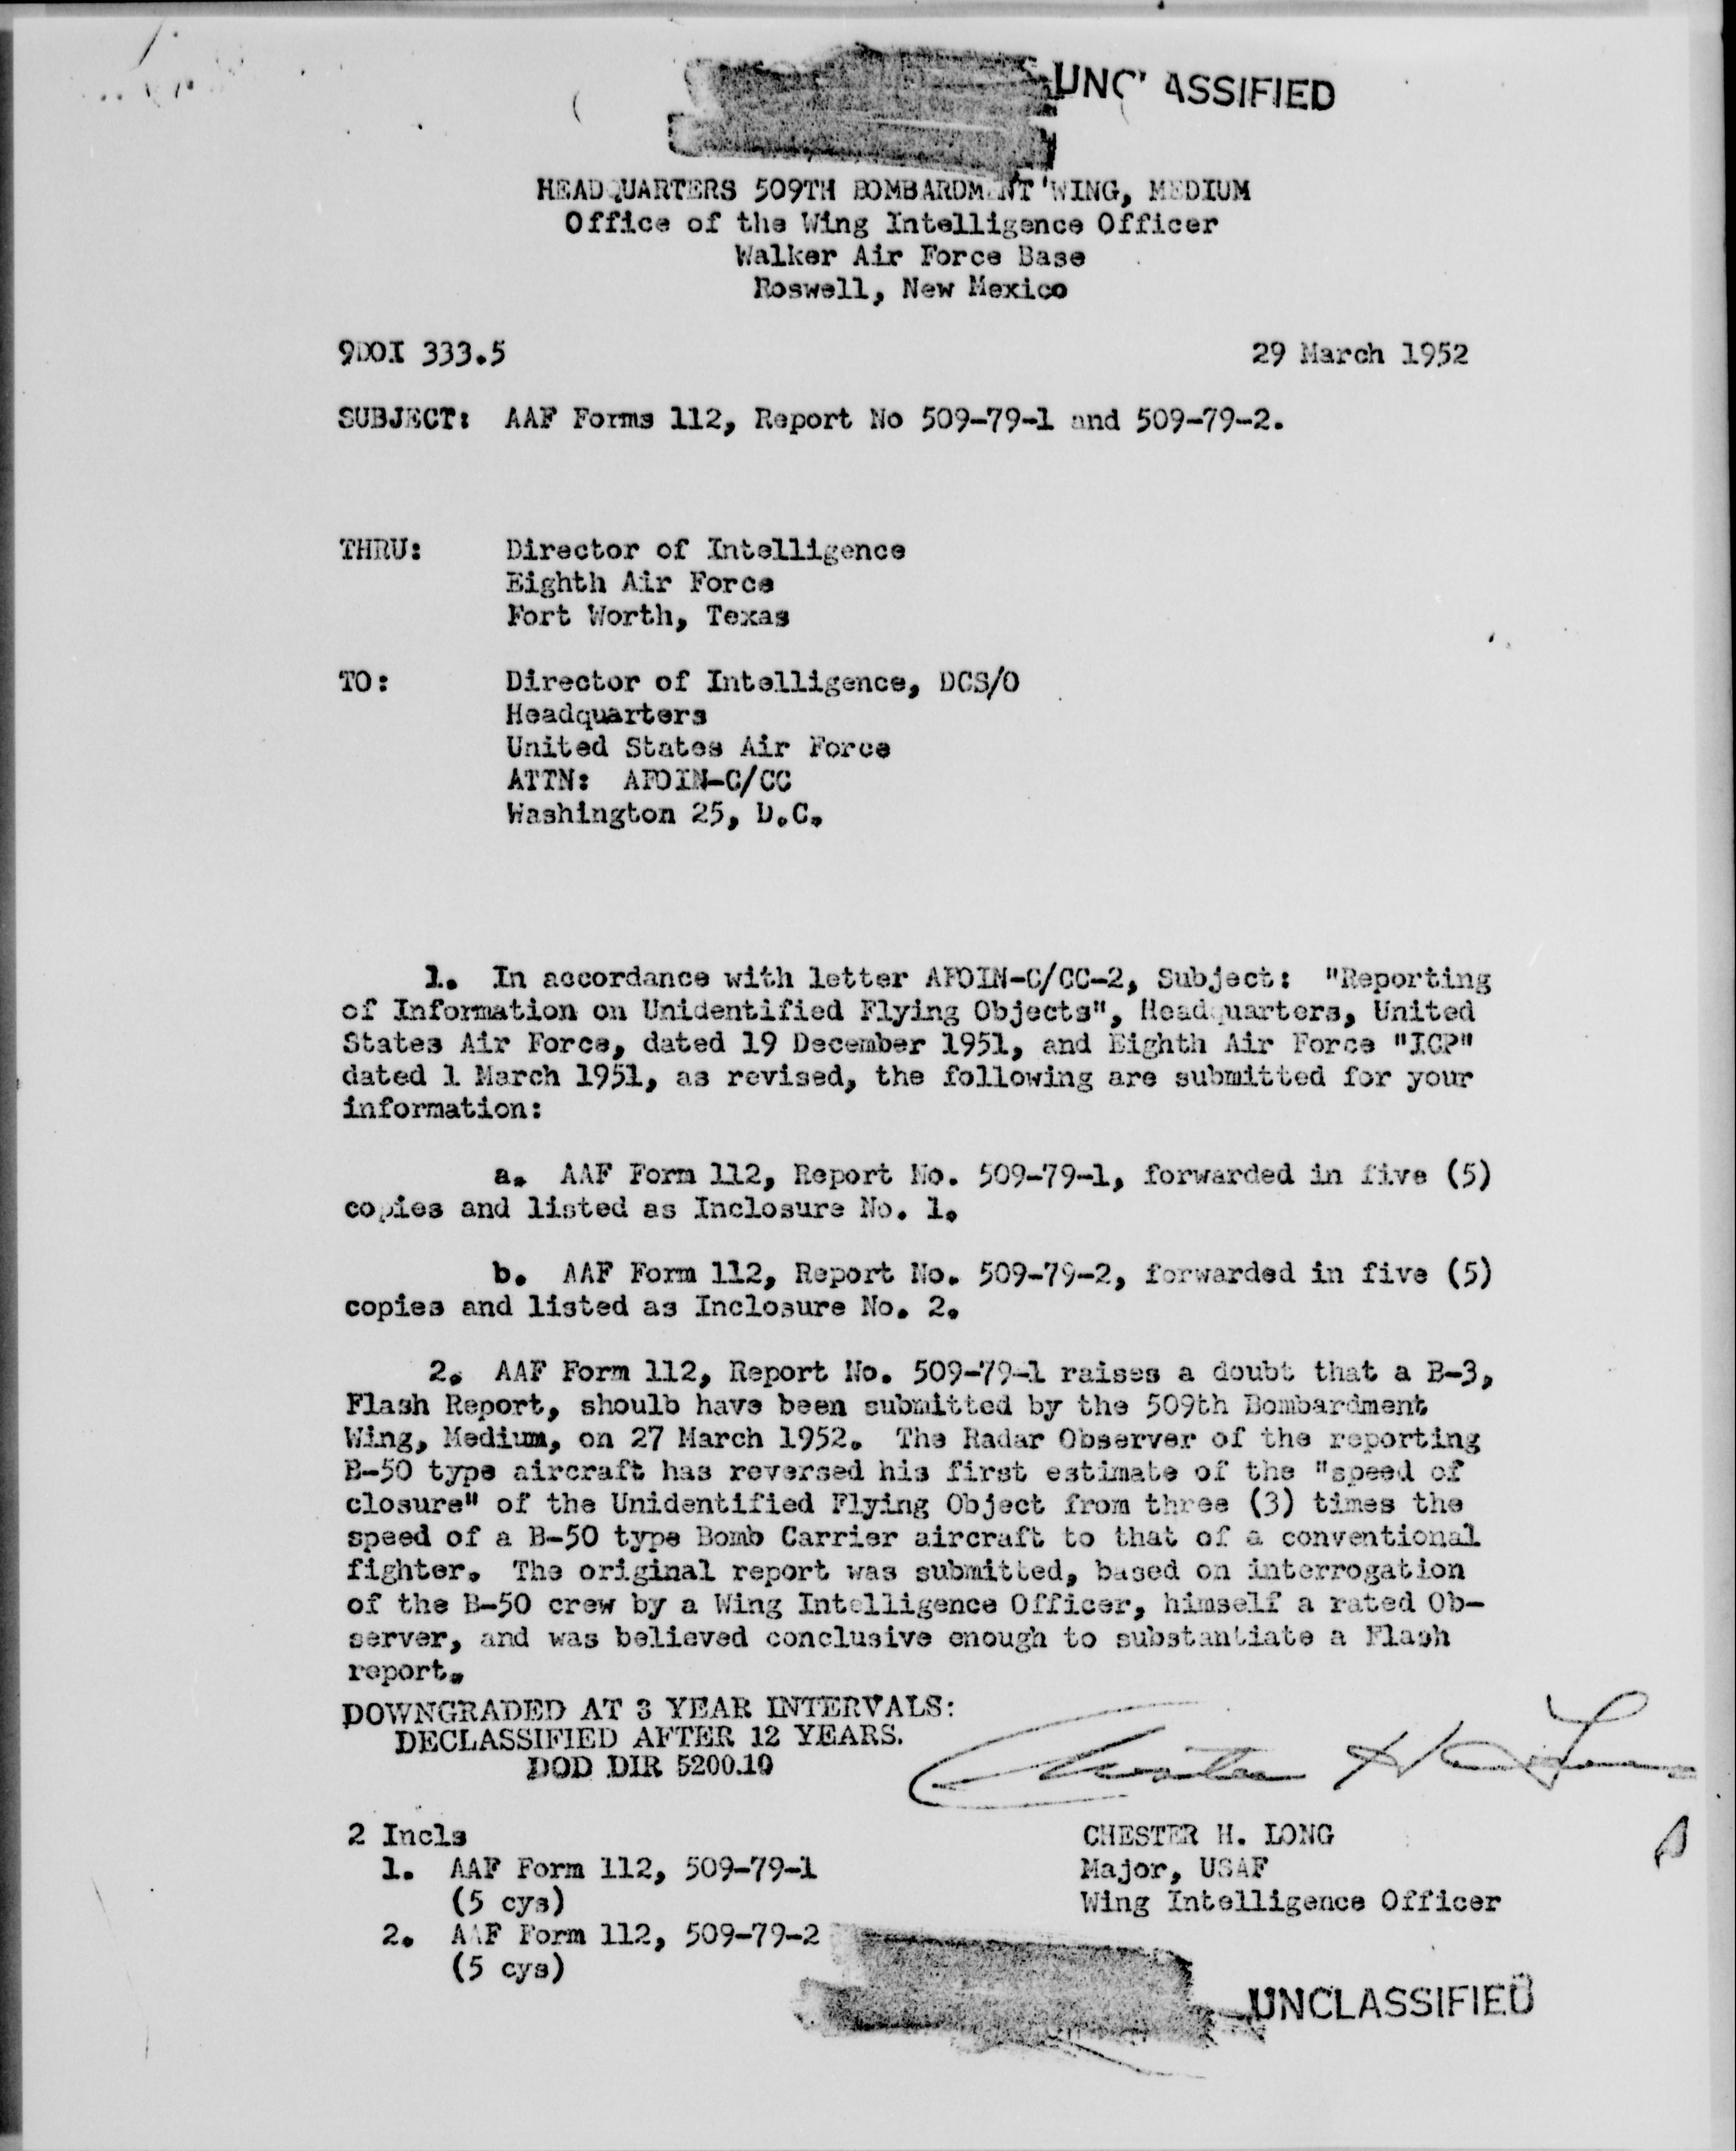 UNCLASSIFIED
HEADQUARTERS 509TH BOMBARDMENT WING, MEDIUM
Office of the Wing Intelligence Officer
Walker Air Force Base
Roswell, New Mexico
9DOI 333.5 29 March 1952
SUBJECT: AAF Forms 112, Report No 509-79-1 and 509-79-2.
THRU: Director of Intelligence
Eighth Air Force
Fort Worth, Texas
TO: Director of Intelligence, DCS/O
Headquarters
United States Air Force
ATTN: AFOIN-C/CC
Washington 25, D.C.
1. In accordance with letter AFOIN-C/CC-2, Subject: "Reporting
of Information on Unidentified Flying Objects", Headquarters, United
States Air Force, dated 19 December 1951, and Eighth Air Force "ICP"
dated 1 March 1951, as revised, the following are submitted for your
information:
a. AAF Form 112, Report No. 509-79-1, forwarded in five (5)
copies and listed as Inclosure No. 1.
b. AAF Form 112, Report No. 509-79-2, forwarded in five (5)
copies and listed as Inclosure No. 2.
2. AAF Form 112, Report No. 509-79-1 raises a doubt that a B-3,
Flash Report, shoulb have been submitted by the 509th Bombardment
Wing, Medium, on 27 March 1952. The Radar Observer of the reporting
B-50 type aircraft has reversed his first estimate of the "speed of
closure" of the Unidentified Flying Object from three (3) times the
speed of a B-50 type Bomb Carrier aircraft to that of a conventional
fighter. The original report was submitted, based on interrogation
of the B-50 crew by a Wing Intelligence Officer, himself a rated Ob-
server, and was believed conclusive enough to substantiate a Flash
report.
DOWNGRADED AT 3 YEAR INTERVALS:
DECLASSIFIED AFTER 12 YEARS.
DOD DIR 5200.10
Chester H. Long
2 Incls CHESTER H. LONG
1. AAF Form 112, 509-79-1 Major, USAF
(5 cys) Wing Intelligence Officer
2. AAF Form 112, 509-79-2
(5 cys)
UNCLASSIFIED